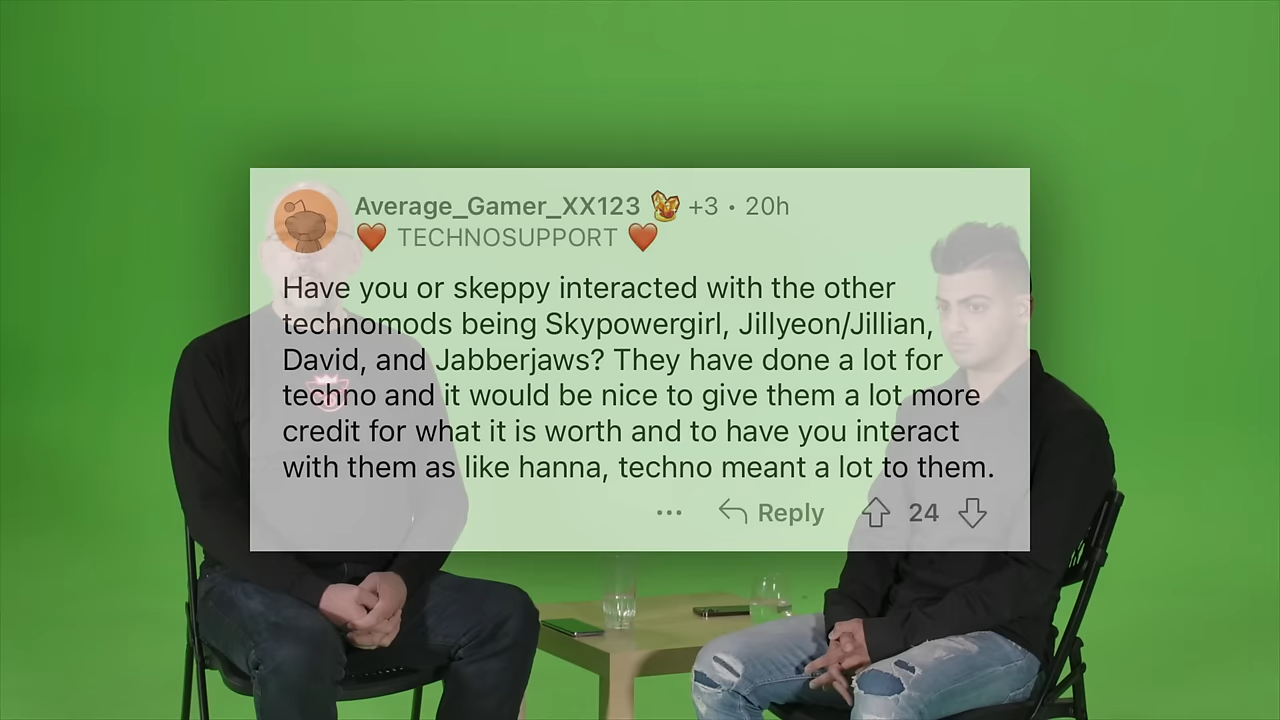 Average_Gamer_XX123 +3 • 20h
TECHNOSUPPORT
Have you or skeppy interacted with the other
technomods being Skypowergirl, Jillyeon/Jillian,
David, and Jabberjaws? They have done a lot for
techno and it would be nice to give them a lot more
credit for what it is worth and to have you interact
with them as like hanna, techno meant a lot to them.
... Reply 24